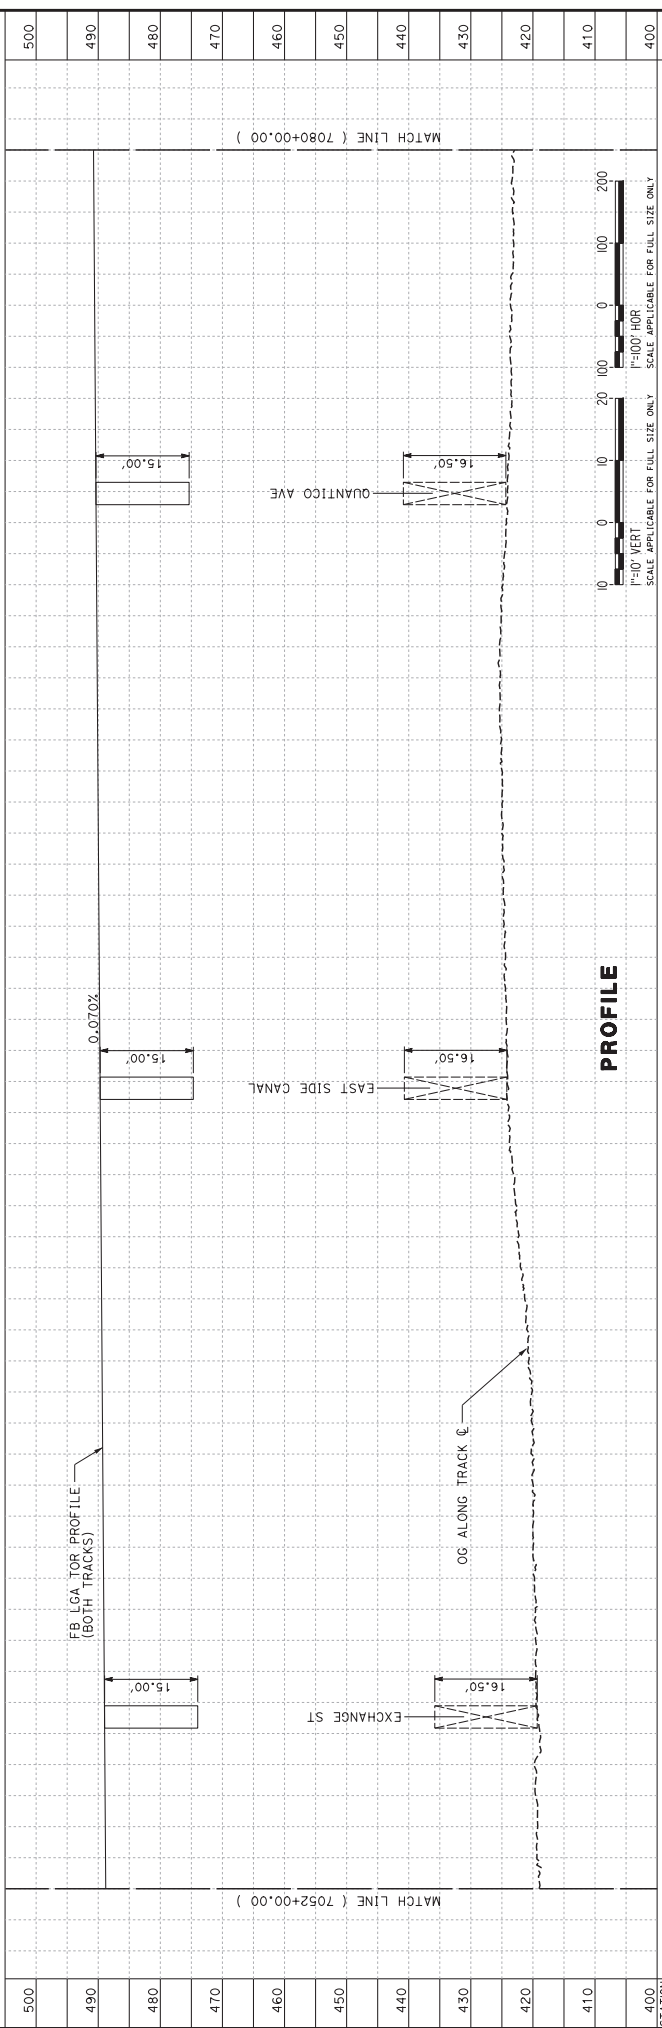 500
490
480
470
460
450
440
430
420
410
400
MATCH LINE ( 7080+00.00 )
200
100
0
100
1"=100' HOR
SCALE APPLICABLE FOR FULL SIZE ONLY
20
10
0
10
1"=10' VERT
SCALE APPLICABLE FOR FULL SIZE ONLY
15.00'
16.50'
QUANTICO AVE
0.070%
15.00'
16.50'
EAST SIDE CANAL
PROFILE
FB LGA TOR PROFILE
(BOTH TRACKS)
OG ALONG TRACK ℄
15.00'
16.50'
EXCHANGE ST
MATCH LINE ( 7052+00.00 )
500
490
480
470
460
450
440
430
420
410
400